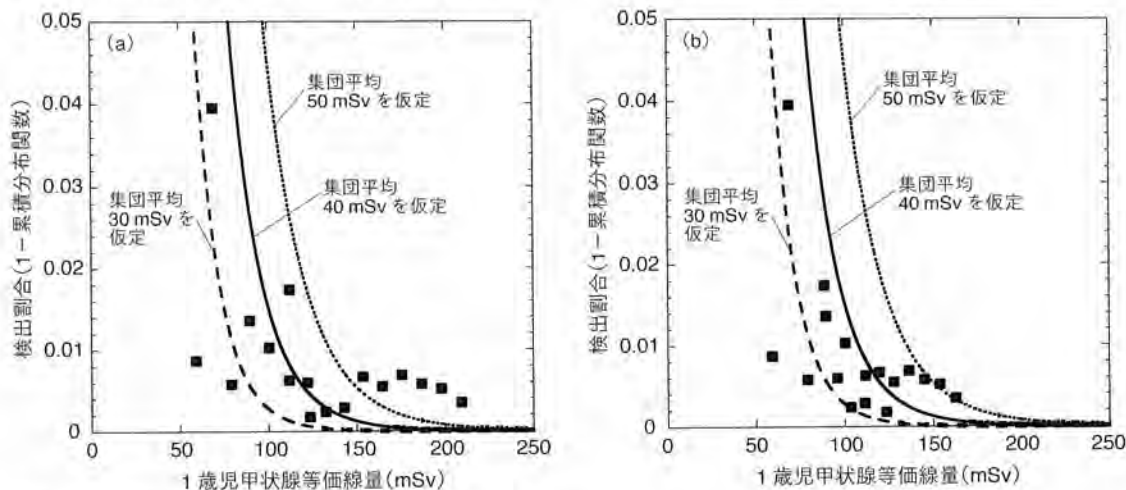 (a)
検出割合(1－累積分布関数)
0.05
0.04
0.03
0.02
0.01
0
集団平均
50 mSv を仮定
集団平均
40 mSv を仮定
集団平均
30 mSv を
仮定
0
50
100
150
200
250
1 歳児甲状腺等価線量(mSv)
(b)
検出割合(1－累積分布関数)
0.05
0.04
0.03
0.02
0.01
0
集団平均
50 mSv を仮定
集団平均
40 mSv を仮定
集団平均
30 mSv を
仮定
0
50
100
150
200
250
1 歳児甲状腺等価線量(mSv)